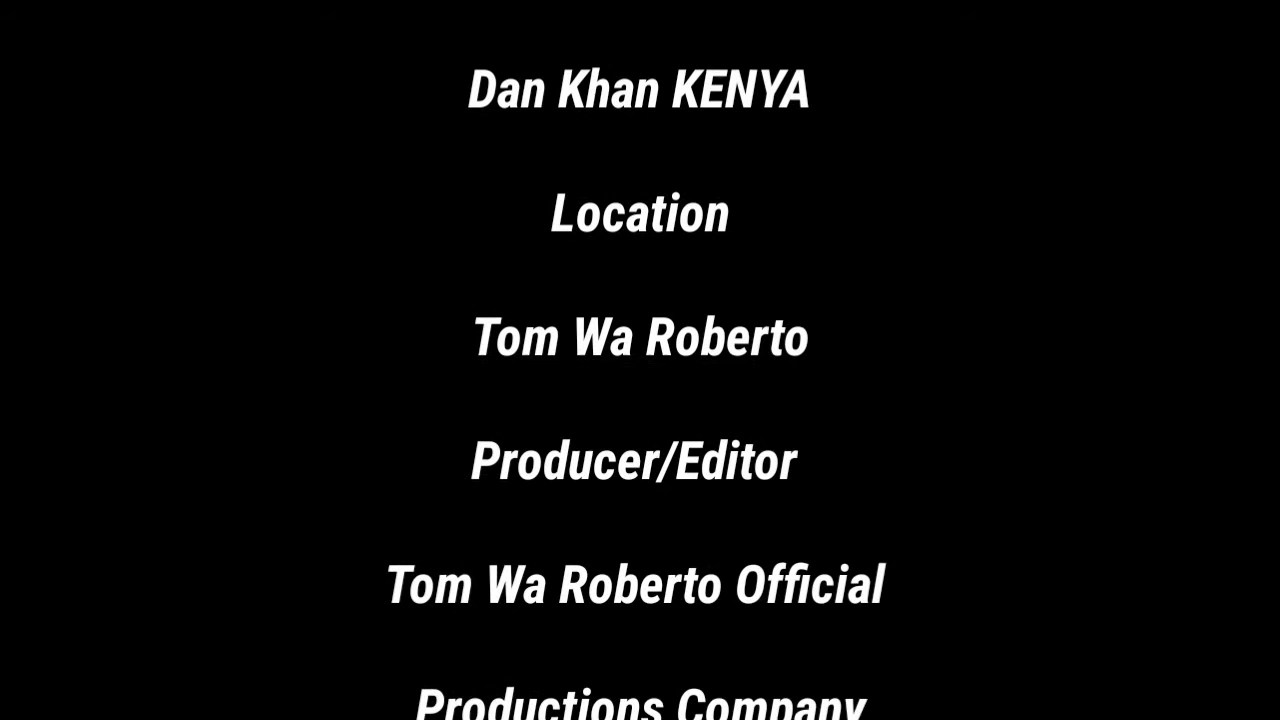 Dan Khan KENYA
Location
Tom Wa Roberto
Producer/Editor
Tom Wa Roberto Official
Productions Company